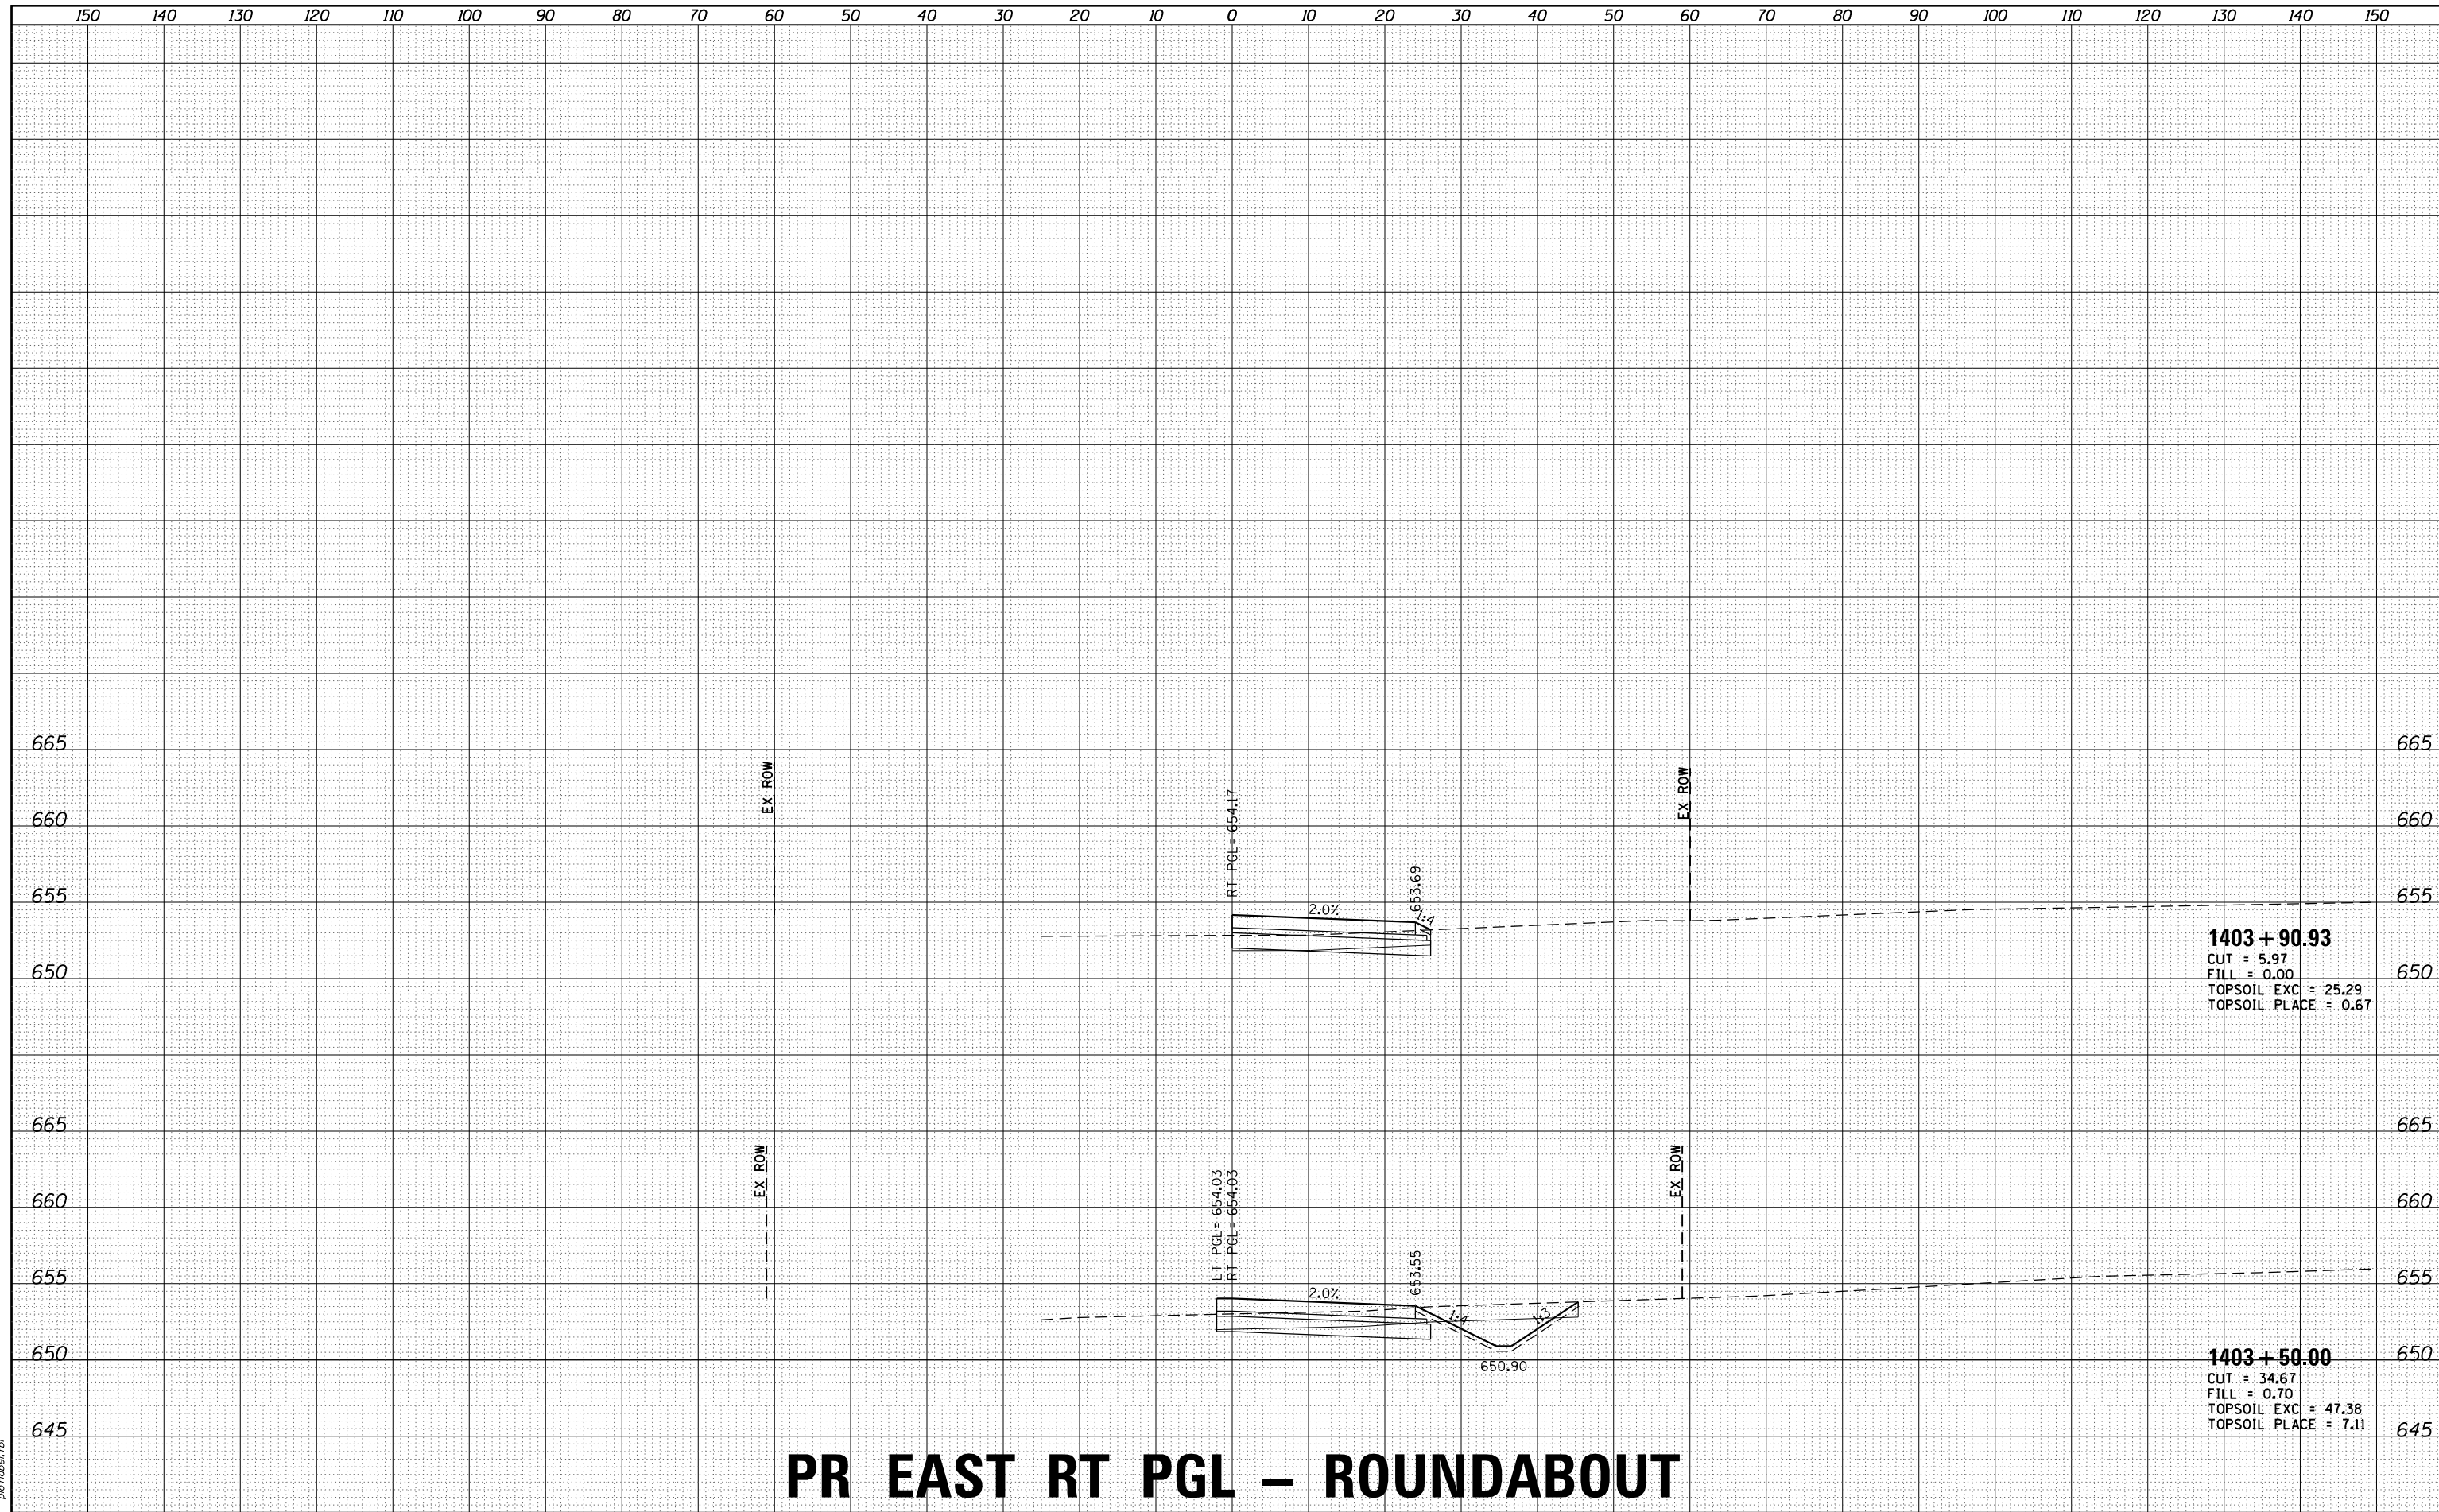 150 140 130 120 110 100 90 80 70 60 50 40 30 20 10 0 10 20 30 40 50 60 70 80 90 100 110 120 130 140 150
665 665
EX ROW EX ROW
RT PGL= 654.17
660 660
653.69
655 655
2.0% 1:4
1403+90.93
CUT = 5.97
650 650
FILL = 0.00
TOPSOIL EXC = 25.29
TOPSOIL PLACE = 0.67
665 665
EX ROW EX ROW
LT PGL= 654.03
RT PGL= 654.03
660 660
653.55
655 655
2.0% 1:4 1:3
650 650
650.90
1403+50.00
CUT = 34.67
FILL = 0.70
TOPSOIL EXC = 47.38
TOPSOIL PLACE = 7.11
645 645
PR EAST RT PGL – ROUNDABOUT